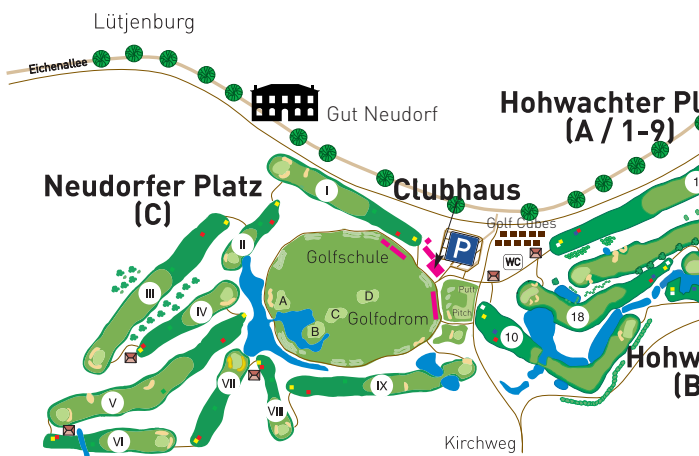 Lütjenburg
Eichenallee
Gut Neudorf
Hohwachter Pl
(A / 1-9)
Neudorfer Platz
(C)
Clubhaus
I
1
II
Golf Cubes
Golfschule
P
WC
III
IV
A
B
C
D
Golfodrom
Putt
Pitch
18
10
Hohw
(B
V
VI
VII
VIII
IX
Kirchweg